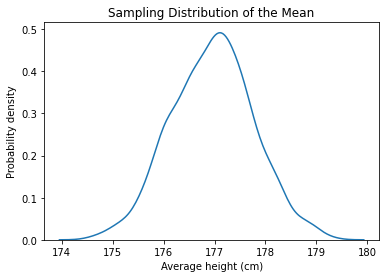 Sampling Distribution of the Mean
0.5
0.4
0.3
0.2
0.1
0.0
Probability density
174 175 176 177 178 179 180
Average height (cm)